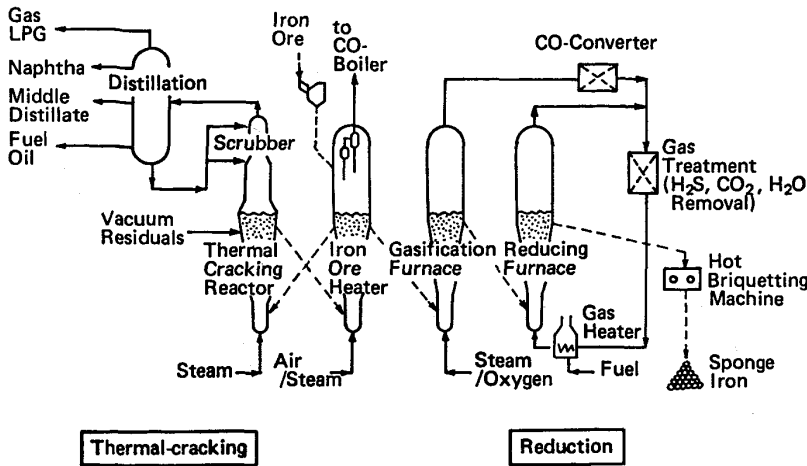 Gas
LPG
Naphtha
Middle
Distillate
Fuel
Oil
Distillation
Iron
Ore
to
CO-
Boiler
CO-Converter
Scrubber
Gas
Treatment
(H₂S, CO₂, H₂O
Removal)
Vacuum
Residuals
Thermal
Cracking
Reactor
Iron
Ore
Heater
Gasification
Furnace
Reducing
Furnace
Hot
Briquetting
Machine
Gas
Heater
Steam
Air
/Steam
Steam
/Oxygen
Fuel
Sponge
Iron
Thermal-cracking
Reduction